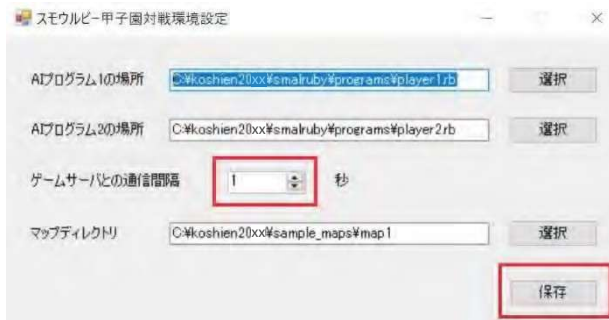 スモウルビー甲子園対戦環境設定
AIプログラム1の場所 C:¥koshien20xx¥smalruby¥programs¥player1.rb 選択
AIプログラム2の場所 C:¥koshien20xx¥smalruby¥programs¥player2.rb 選択
ゲームサーバとの通信間隔 1 秒
マップディレクトリ C:¥koshien20xx¥sample_maps¥map1 選択
保存